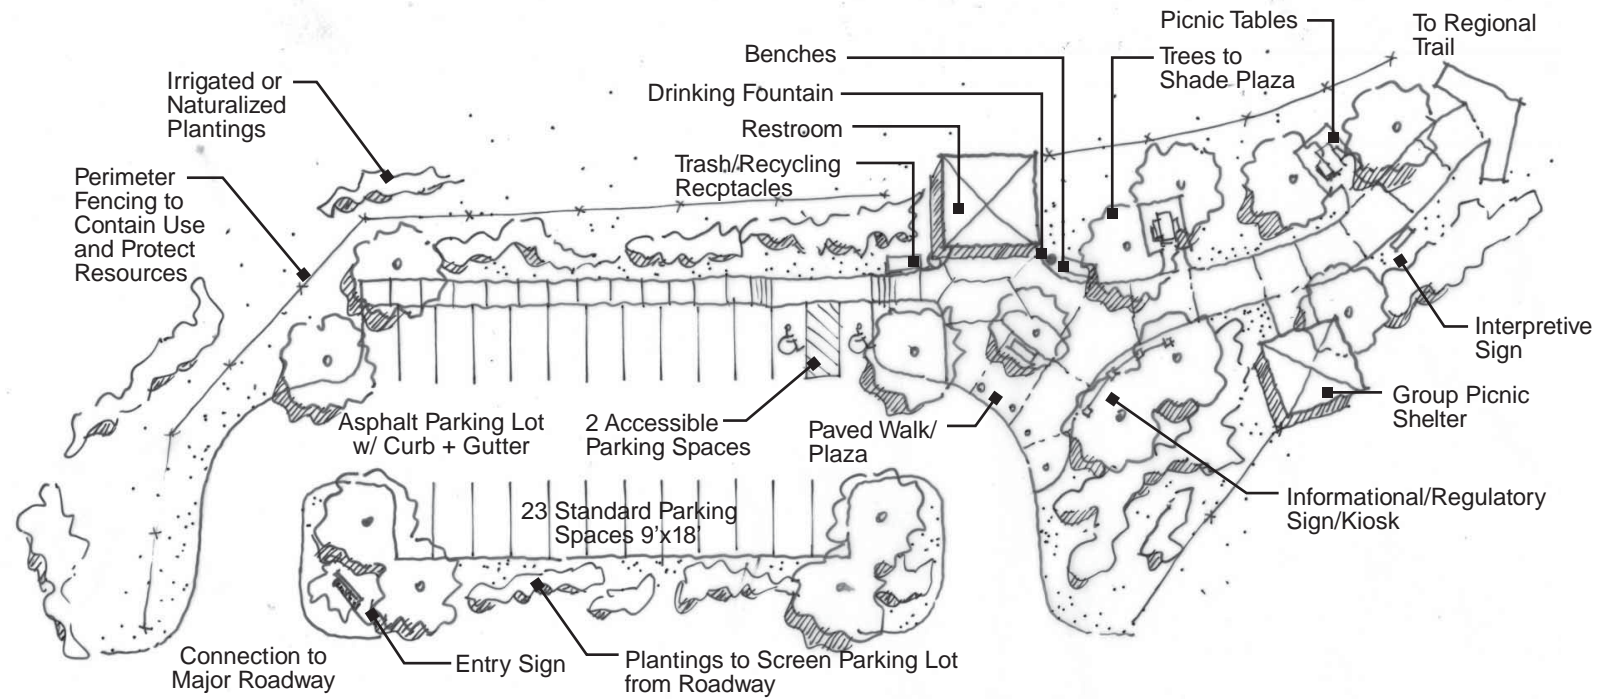 Picnic Tables
To Regional
Trail
Benches
Trees to
Shade Plaza
Irrigated or
Naturalized
Plantings
Drinking Fountain
Restroom
Trash/Recycling
Recptacles
Perimeter
Fencing to
Contain Use
and Protect
Resources
Interpretive
Sign
Group Picnic
Shelter
Asphalt Parking Lot
w/ Curb + Gutter
2 Accessible
Parking Spaces
Paved Walk/
Plaza
23 Standard Parking
Spaces 9'x18'
Informational/Regulatory
Sign/Kiosk
Connection to
Major Roadway
Entry Sign
Plantings to Screen Parking Lot
from Roadway